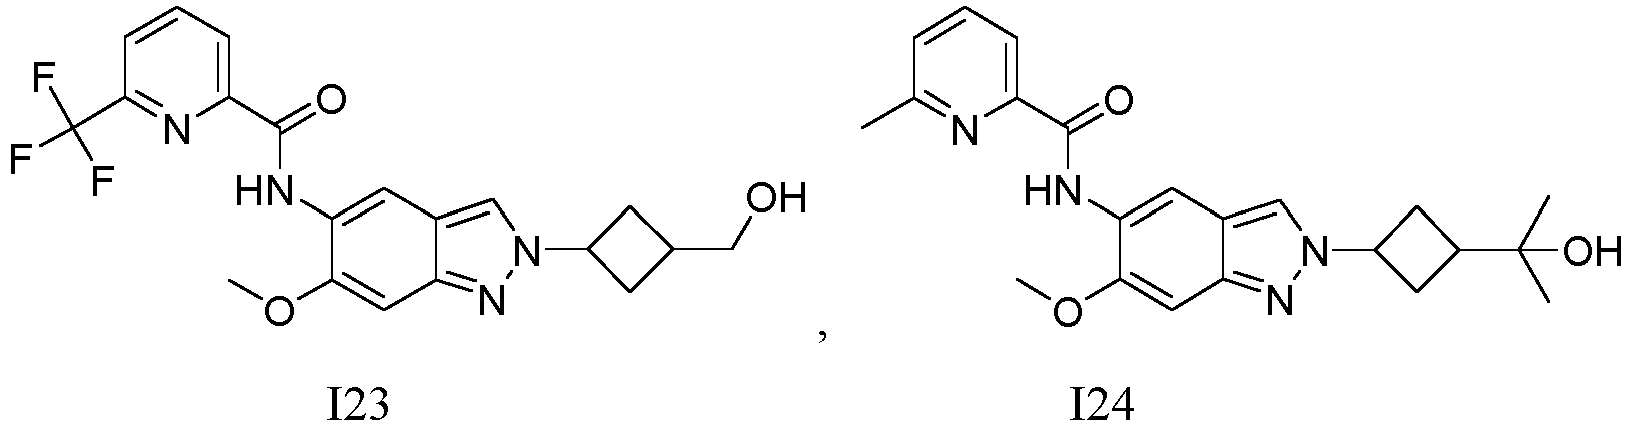 F F F N O HN O N N OH
N O HN O N N OH
,
I23 I24